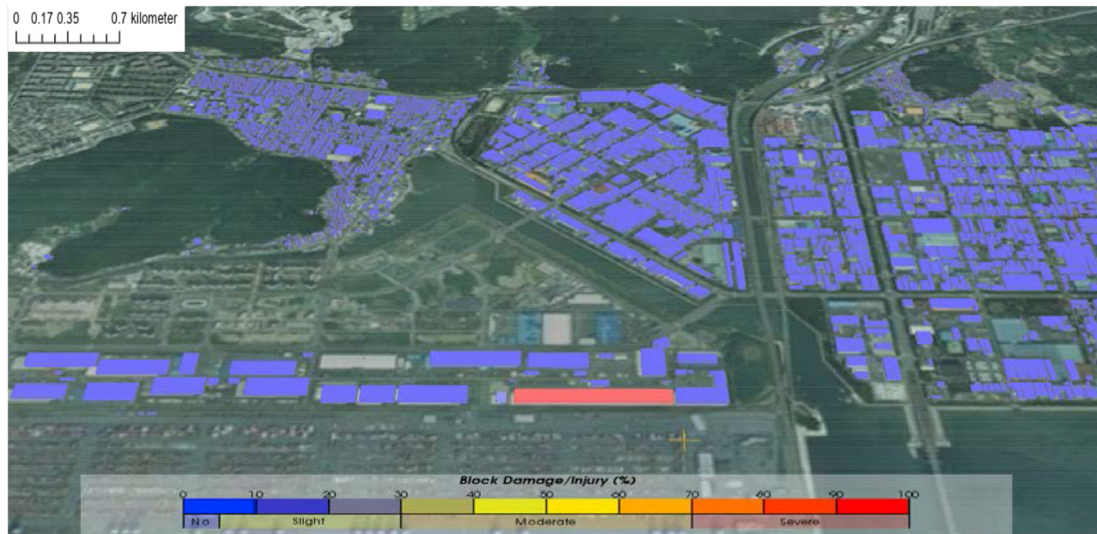 0 0.17 0.35 0.7 kilometer
Block Damage/Injury (%)
0 10 20 30 40 50 60 70 80 90 100
No Slight Moderate Severe